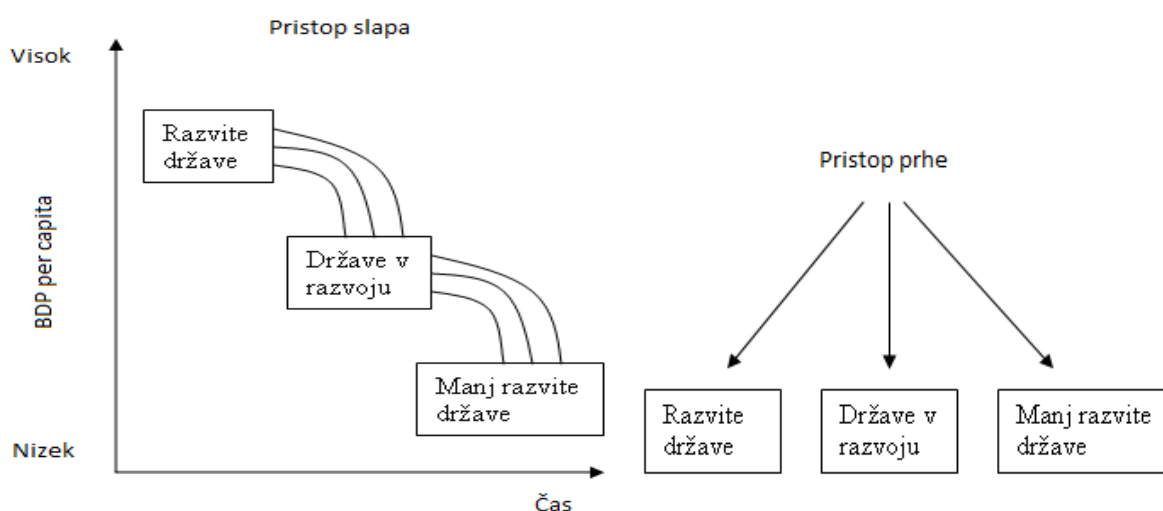 Pristop slapa
Visok
Razvite
države
BDP per capita
Države v
razvoju
Manj razvite
države
Nizek
Čas
Pristop prhe
Razvite
države
Države v
razvoju
Manj razvite
države